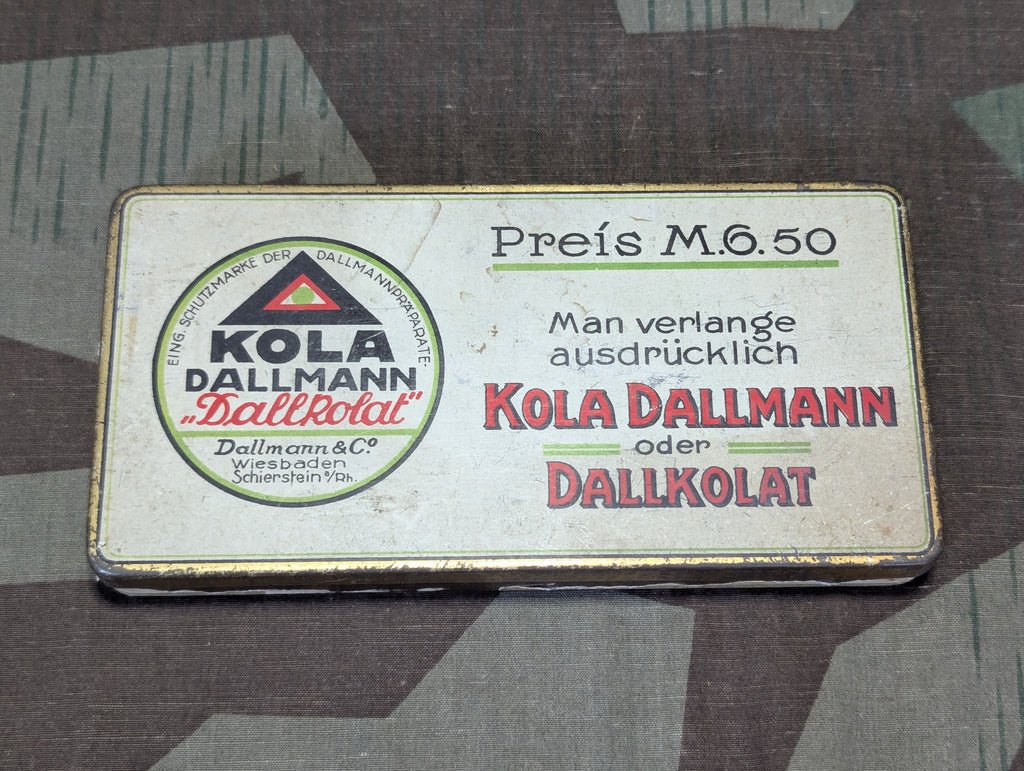 EING. SCHUTZMARKE DER DALLMANNPRÄPARATE.
KOLA
DALLMANN
„Dallkolat"
Dallmann & Co.
Wiesbaden
Schierstein a/Rh.
Preis M.6.50
Man verlange
ausdrücklich
KOLA DALLMANN
oder
DALLKOLAT